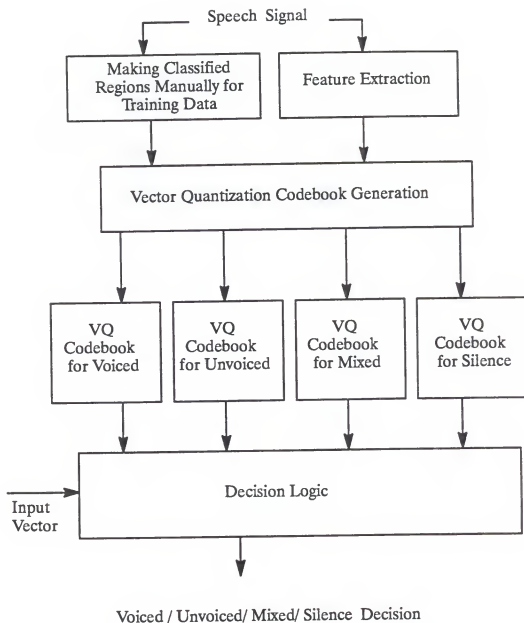 Speech Signal
Making Classified
Regions Manually for
Training Data
Feature Extraction
Vector Quantization Codebook Generation
VQ
Codebook
for Voiced
VQ
Codebook
for Unvoiced
VQ
Codebook
for Mixed
VQ
Codebook
for Silence
Decision Logic
Input
Vector
Voiced / Unvoiced/ Mixed/ Silence Decision